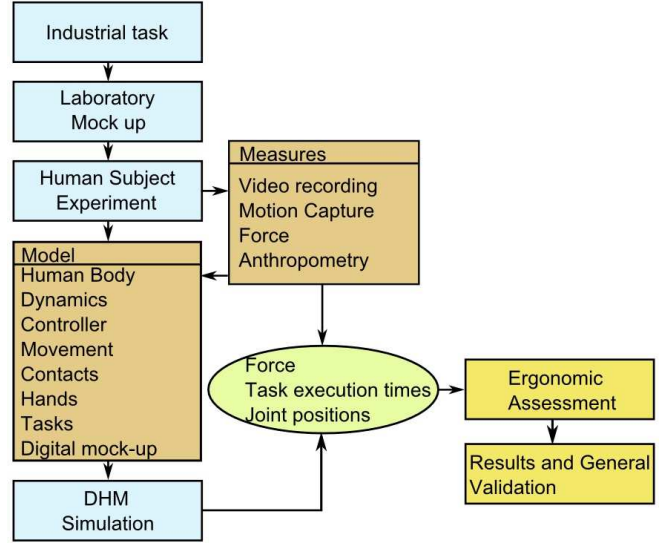 Industrial task
Laboratory
Mock up
Human Subject
Experiment
Measures
Video recording
Motion Capture
Force
Anthropometry
Model
Human Body
Dynamics
Controller
Movement
Contacts
Hands
Tasks
Digital mock-up
DHM
Simulation
Force
Task execution times
Joint positions
Ergonomic
Assessment
Results and General
Validation